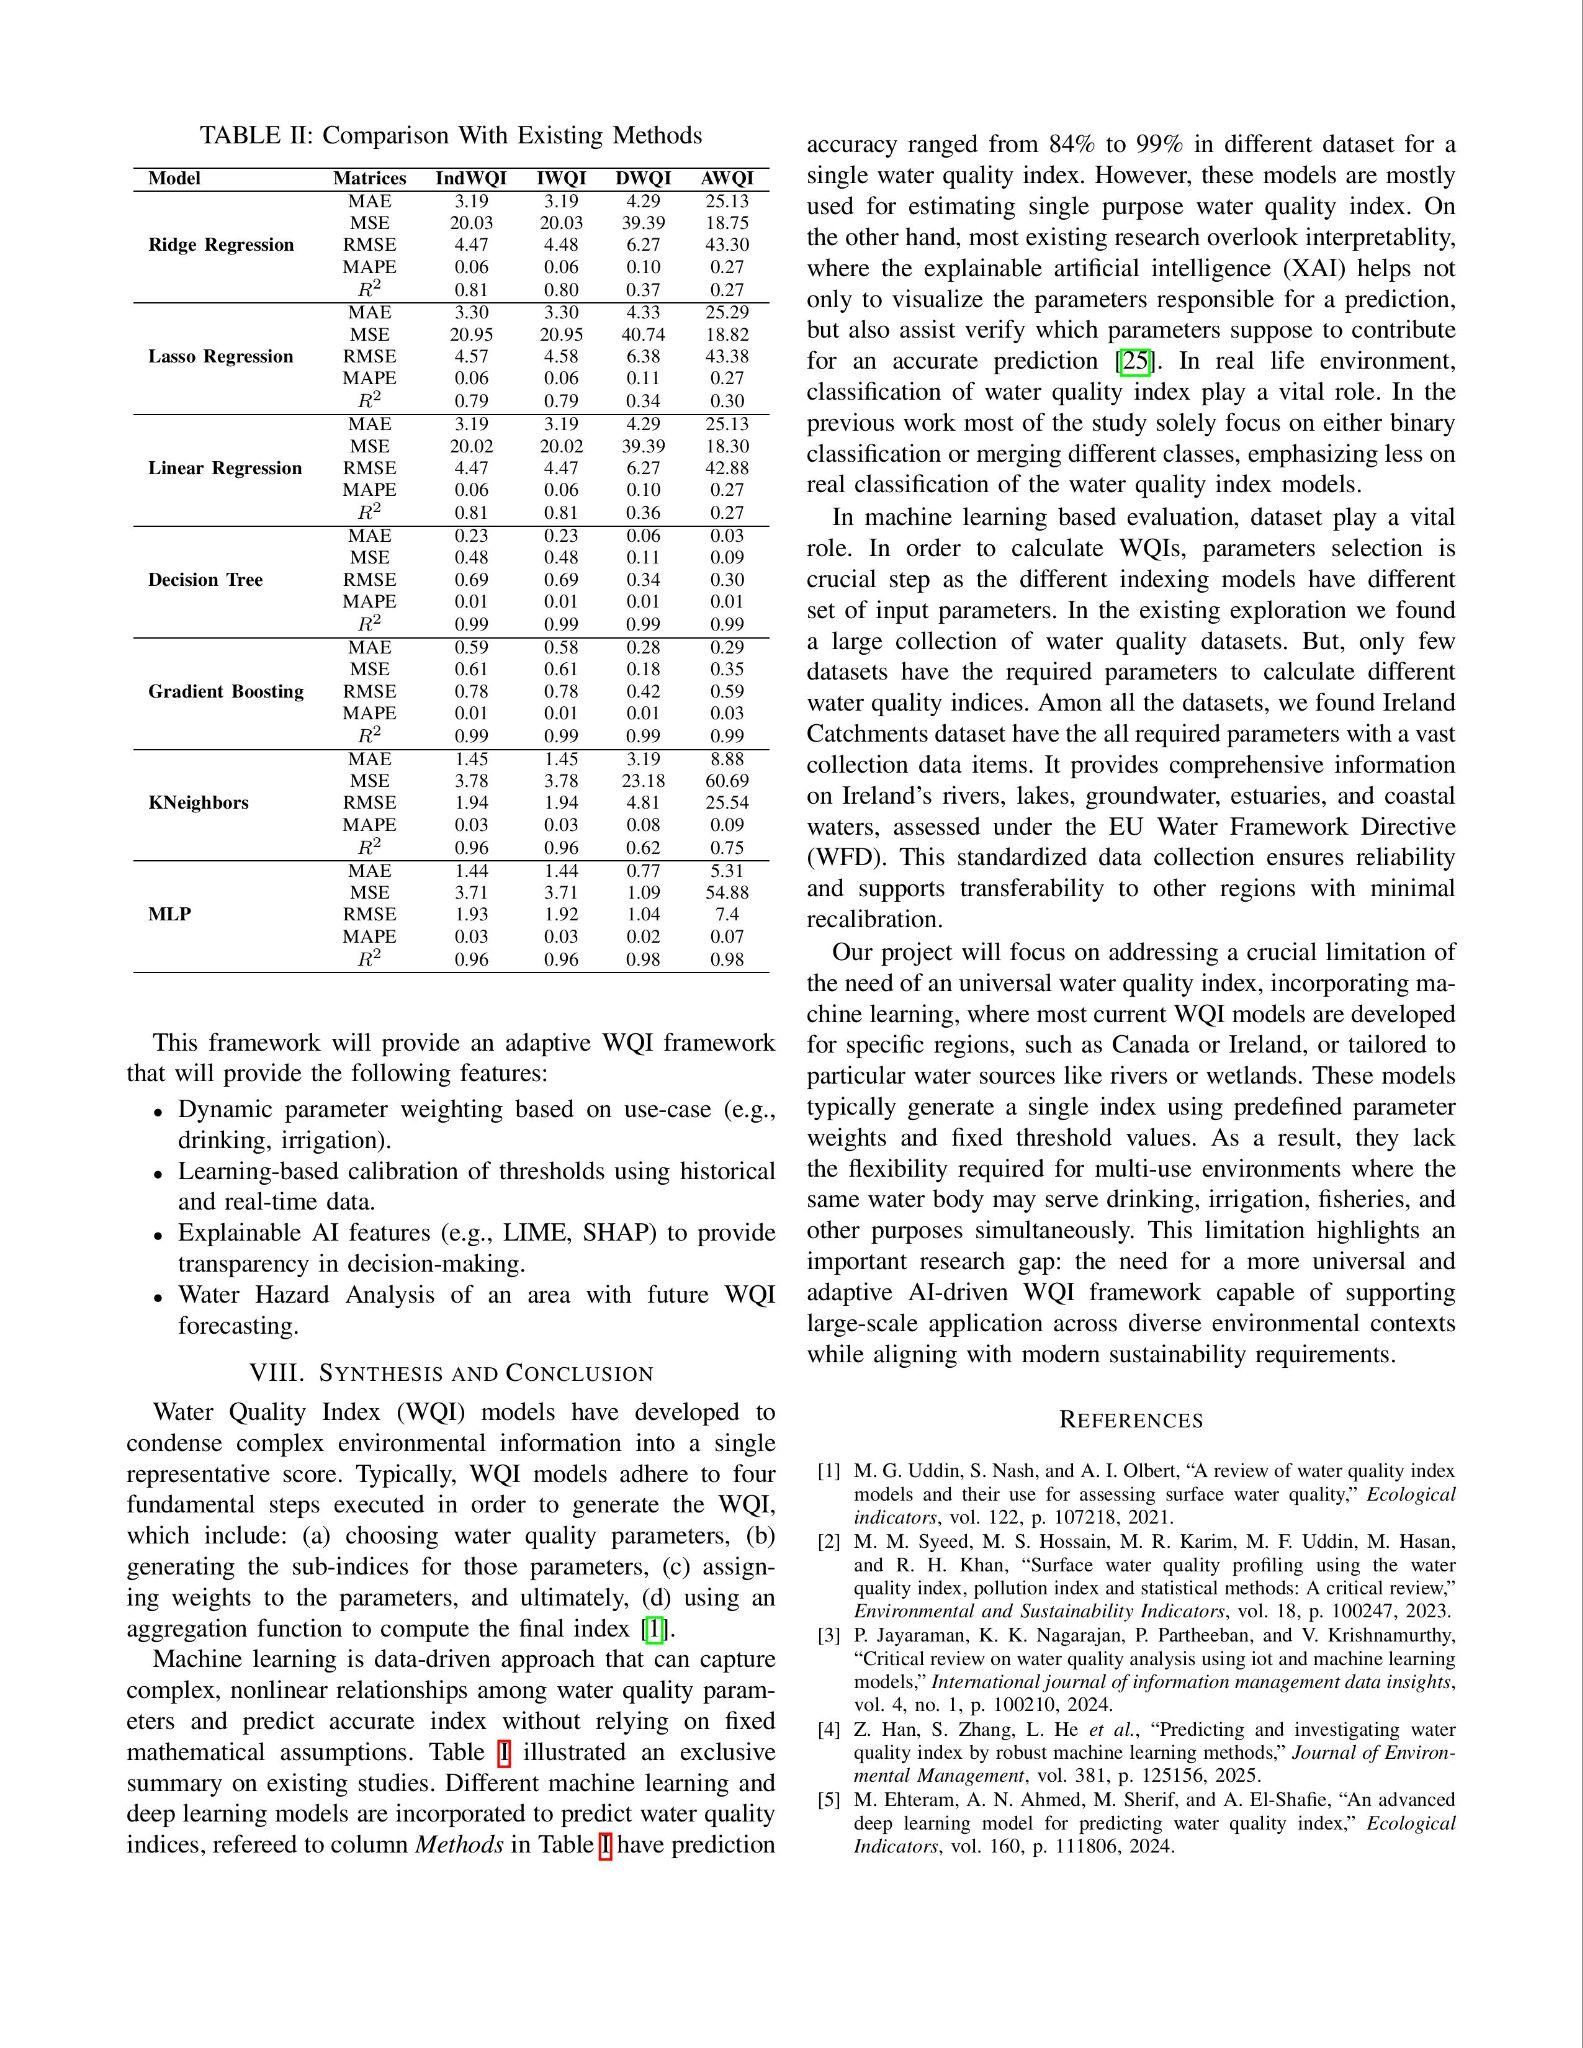 TABLE II: Comparison With Existing Methods
Model Matrices IndWQI IWQI DWQI AWQI
MAE 3.19 3.19 4.29 25.13
MSE 20.03 20.03 39.39 18.75
Ridge Regression RMSE 4.47 4.48 6.27 43.30
MAPE 0.06 0.06 0.10 0.27
R² 0.81 0.80 0.37 0.27
MAE 3.30 3.30 4.33 25.29
MSE 20.95 20.95 40.74 18.82
Lasso Regression RMSE 4.57 4.58 6.38 43.38
MAPE 0.06 0.06 0.11 0.27
R² 0.79 0.79 0.34 0.30
MAE 3.19 3.19 4.29 25.13
MSE 20.02 20.02 39.39 18.30
Linear Regression RMSE 4.47 4.47 6.27 42.88
MAPE 0.06 0.06 0.10 0.27
R² 0.81 0.81 0.36 0.27
MAE 0.23 0.23 0.06 0.03
MSE 0.48 0.48 0.11 0.09
Decision Tree RMSE 0.69 0.69 0.34 0.30
MAPE 0.01 0.01 0.01 0.01
R² 0.99 0.99 0.99 0.99
MAE 0.59 0.58 0.28 0.29
MSE 0.61 0.61 0.18 0.35
Gradient Boosting RMSE 0.78 0.78 0.42 0.59
MAPE 0.01 0.01 0.01 0.03
R² 0.99 0.99 0.99 0.99
MAE 1.45 1.45 3.19 8.88
MSE 3.78 3.78 23.18 60.69
KNeighbors RMSE 1.94 1.94 4.81 25.54
MAPE 0.03 0.03 0.08 0.09
R² 0.96 0.96 0.62 0.75
MAE 1.44 1.44 0.77 5.31
MSE 3.71 3.71 1.09 54.88
MLP RMSE 1.93 1.92 1.04 7.4
MAPE 0.03 0.03 0.02 0.07
R² 0.96 0.96 0.98 0.98
This framework will provide an adaptive WQI framework
that will provide the following features:
• Dynamic parameter weighting based on use-case (e.g.,
drinking, irrigation).
• Learning-based calibration of thresholds using historical
and real-time data.
• Explainable AI features (e.g., LIME, SHAP) to provide
transparency in decision-making.
• Water Hazard Analysis of an area with future WQI
forecasting.
VIII. SYNTHESIS AND CONCLUSION
Water Quality Index (WQI) models have developed to
condense complex environmental information into a single
representative score. Typically, WQI models adhere to four
fundamental steps executed in order to generate the WQI,
which include: (a) choosing water quality parameters, (b)
generating the sub-indices for those parameters, (c) assign-
ing weights to the parameters, and ultimately, (d) using an
aggregation function to compute the final index [1].
Machine learning is data-driven approach that can capture
complex, nonlinear relationships among water quality param-
eters and predict accurate index without relying on fixed
mathematical assumptions. Table I illustrated an exclusive
summary on existing studies. Different machine learning and
deep learning models are incorporated to predict water quality
indices, refereed to column Methods in Table I have prediction
accuracy ranged from 84% to 99% in different dataset for a
single water quality index. However, these models are mostly
used for estimating single purpose water quality index. On
the other hand, most existing research overlook interpretablity,
where the explainable artificial intelligence (XAI) helps not
only to visualize the parameters responsible for a prediction,
but also assist verify which parameters suppose to contribute
for an accurate prediction [25]. In real life environment,
classification of water quality index play a vital role. In the
previous work most of the study solely focus on either binary
classification or merging different classes, emphasizing less on
real classification of the water quality index models.
In machine learning based evaluation, dataset play a vital
role. In order to calculate WQIs, parameters selection is
crucial step as the different indexing models have different
set of input parameters. In the existing exploration we found
a large collection of water quality datasets. But, only few
datasets have the required parameters to calculate different
water quality indices. Amon all the datasets, we found Ireland
Catchments dataset have the all required parameters with a vast
collection data items. It provides comprehensive information
on Ireland's rivers, lakes, groundwater, estuaries, and coastal
waters, assessed under the EU Water Framework Directive
(WFD). This standardized data collection ensures reliability
and supports transferability to other regions with minimal
recalibration.
Our project will focus on addressing a crucial limitation of
the need of an universal water quality index, incorporating ma-
chine learning, where most current WQI models are developed
for specific regions, such as Canada or Ireland, or tailored to
particular water sources like rivers or wetlands. These models
typically generate a single index using predefined parameter
weights and fixed threshold values. As a result, they lack
the flexibility required for multi-use environments where the
same water body may serve drinking, irrigation, fisheries, and
other purposes simultaneously. This limitation highlights an
important research gap: the need for a more universal and
adaptive AI-driven WQI framework capable of supporting
large-scale application across diverse environmental contexts
while aligning with modern sustainability requirements.
REFERENCES
[1] M. G. Uddin, S. Nash, and A. I. Olbert, “A review of water quality index
models and their use for assessing surface water quality,” Ecological
indicators, vol. 122, p. 107218, 2021.
[2] M. M. Syeed, M. S. Hossain, M. R. Karim, M. F. Uddin, M. Hasan,
and R. H. Khan, “Surface water quality profiling using the water
quality index, pollution index and statistical methods: A critical review,”
Environmental and Sustainability Indicators, vol. 18, p. 100247, 2023.
[3] P. Jayaraman, K. K. Nagarajan, P. Partheeban, and V. Krishnamurthy,
“Critical review on water quality analysis using iot and machine learning
models,” International journal of information management data insights,
vol. 4, no. 1, p. 100210, 2024.
[4] Z. Han, S. Zhang, L. He et al., “Predicting and investigating water
quality index by robust machine learning methods,” Journal of Environ-
mental Management, vol. 381, p. 125156, 2025.
[5] M. Ehteram, A. N. Ahmed, M. Sherif, and A. El-Shafie, “An advanced
deep learning model for predicting water quality index,” Ecological
Indicators, vol. 160, p. 111806, 2024.